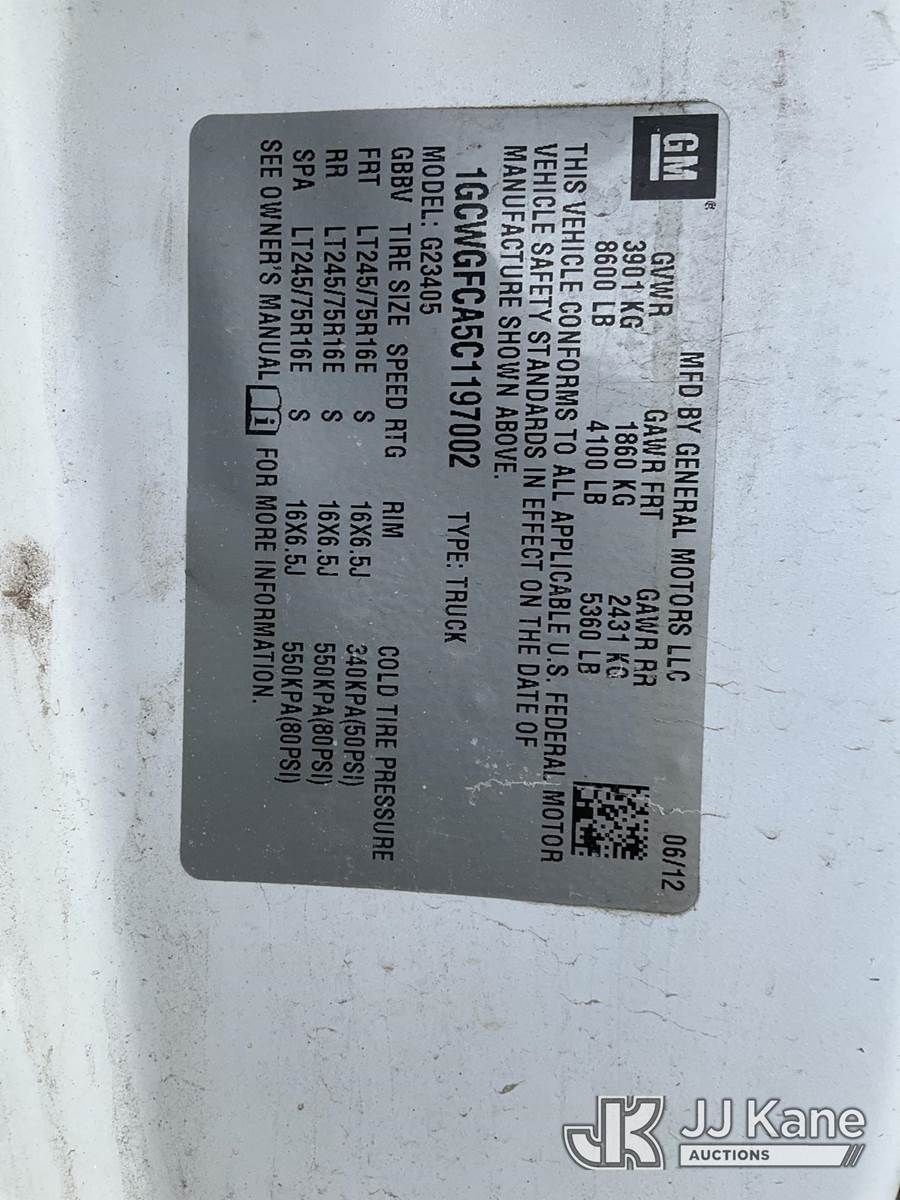 GM®
MFD BY GENERAL MOTORS LLC 06/12
GVWR GAWR FRT GAWR RR
3901 KG 1860 KG 2431 KG
8600 LB 4100 LB 5360 LB
THIS VEHICLE CONFORMS TO ALL APPLICABLE U.S. FEDERAL MOTOR
VEHICLE SAFETY STANDARDS IN EFFECT ON THE DATE OF
MANUFACTURE SHOWN ABOVE.
1GCWGFCA5C1197002 TYPE: TRUCK
MODEL: G23405
GBBV TIRE SIZE SPEED RTG RIM COLD TIRE PRESSURE
FRT LT245/75R16E S 16X6.5J 340KPA(50PSI)
RR LT245/75R16E S 16X6.5J 550KPA(80PSI)
SPA LT245/75R16E S 16X6.5J 550KPA(80PSI)
SEE OWNER'S MANUAL i FOR MORE INFORMATION.
JK JJ Kane
AUCTIONS